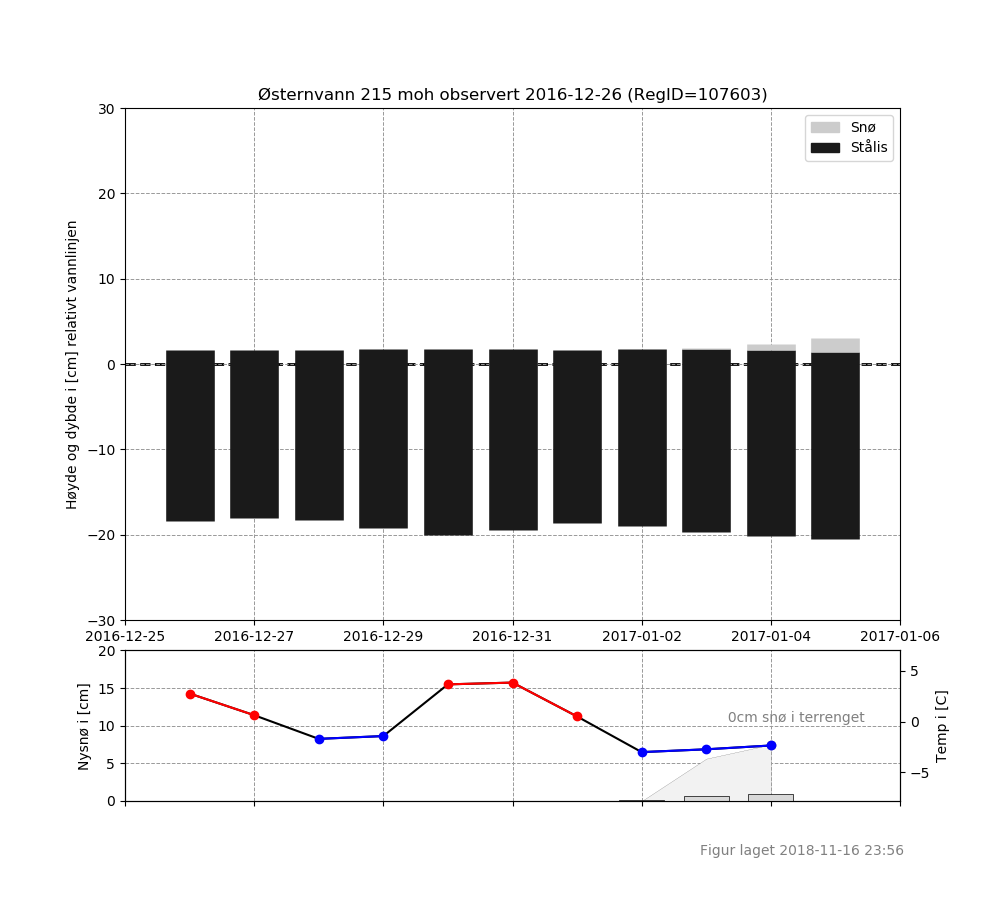 Østernvann 215 moh observert 2016-12-26 (RegID=107603)
Snø
Stålis
Høyde og dybde i [cm] relativt vannlinjen
30
20
10
0
−10
−20
−30
2016-12-25 2016-12-27 2016-12-29 2016-12-31 2017-01-02 2017-01-04 2017-01-06
Nysnø i [cm]
20
15
10
5
0
0cm snø i terrenget
5
0
−5
Temp i [C]
Figur laget 2018-11-16 23:56